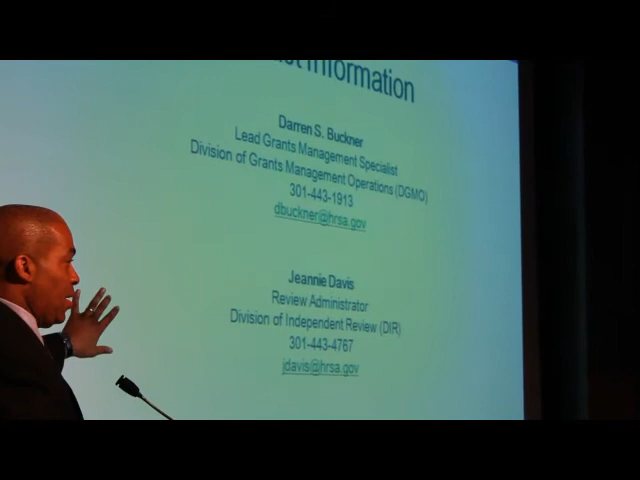 Information
Darren S. Buckner
Lead Grants Management Specialist
Division of Grants Management Operations (DGMO)
301-443-1913
dbuckner@hrsa.gov
Jeannie Davis
Review Administrator
Division of Independent Review (DIR)
301-443-4767
jdavis@hrsa.gov